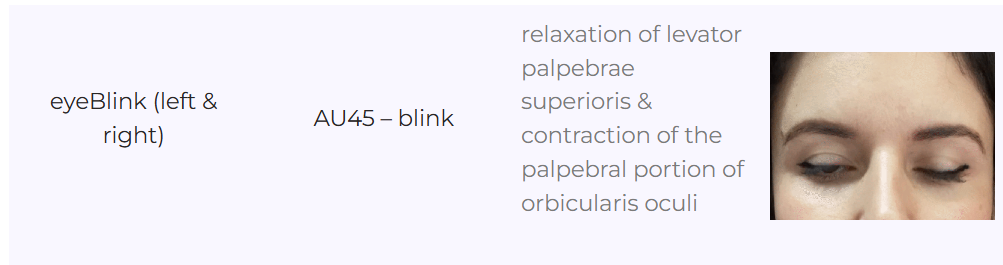 eyeBlink (left &
right)
AU45 – blink
relaxation of levator
palpebrae
superioris &
contraction of the
palpebral portion of
orbicularis oculi